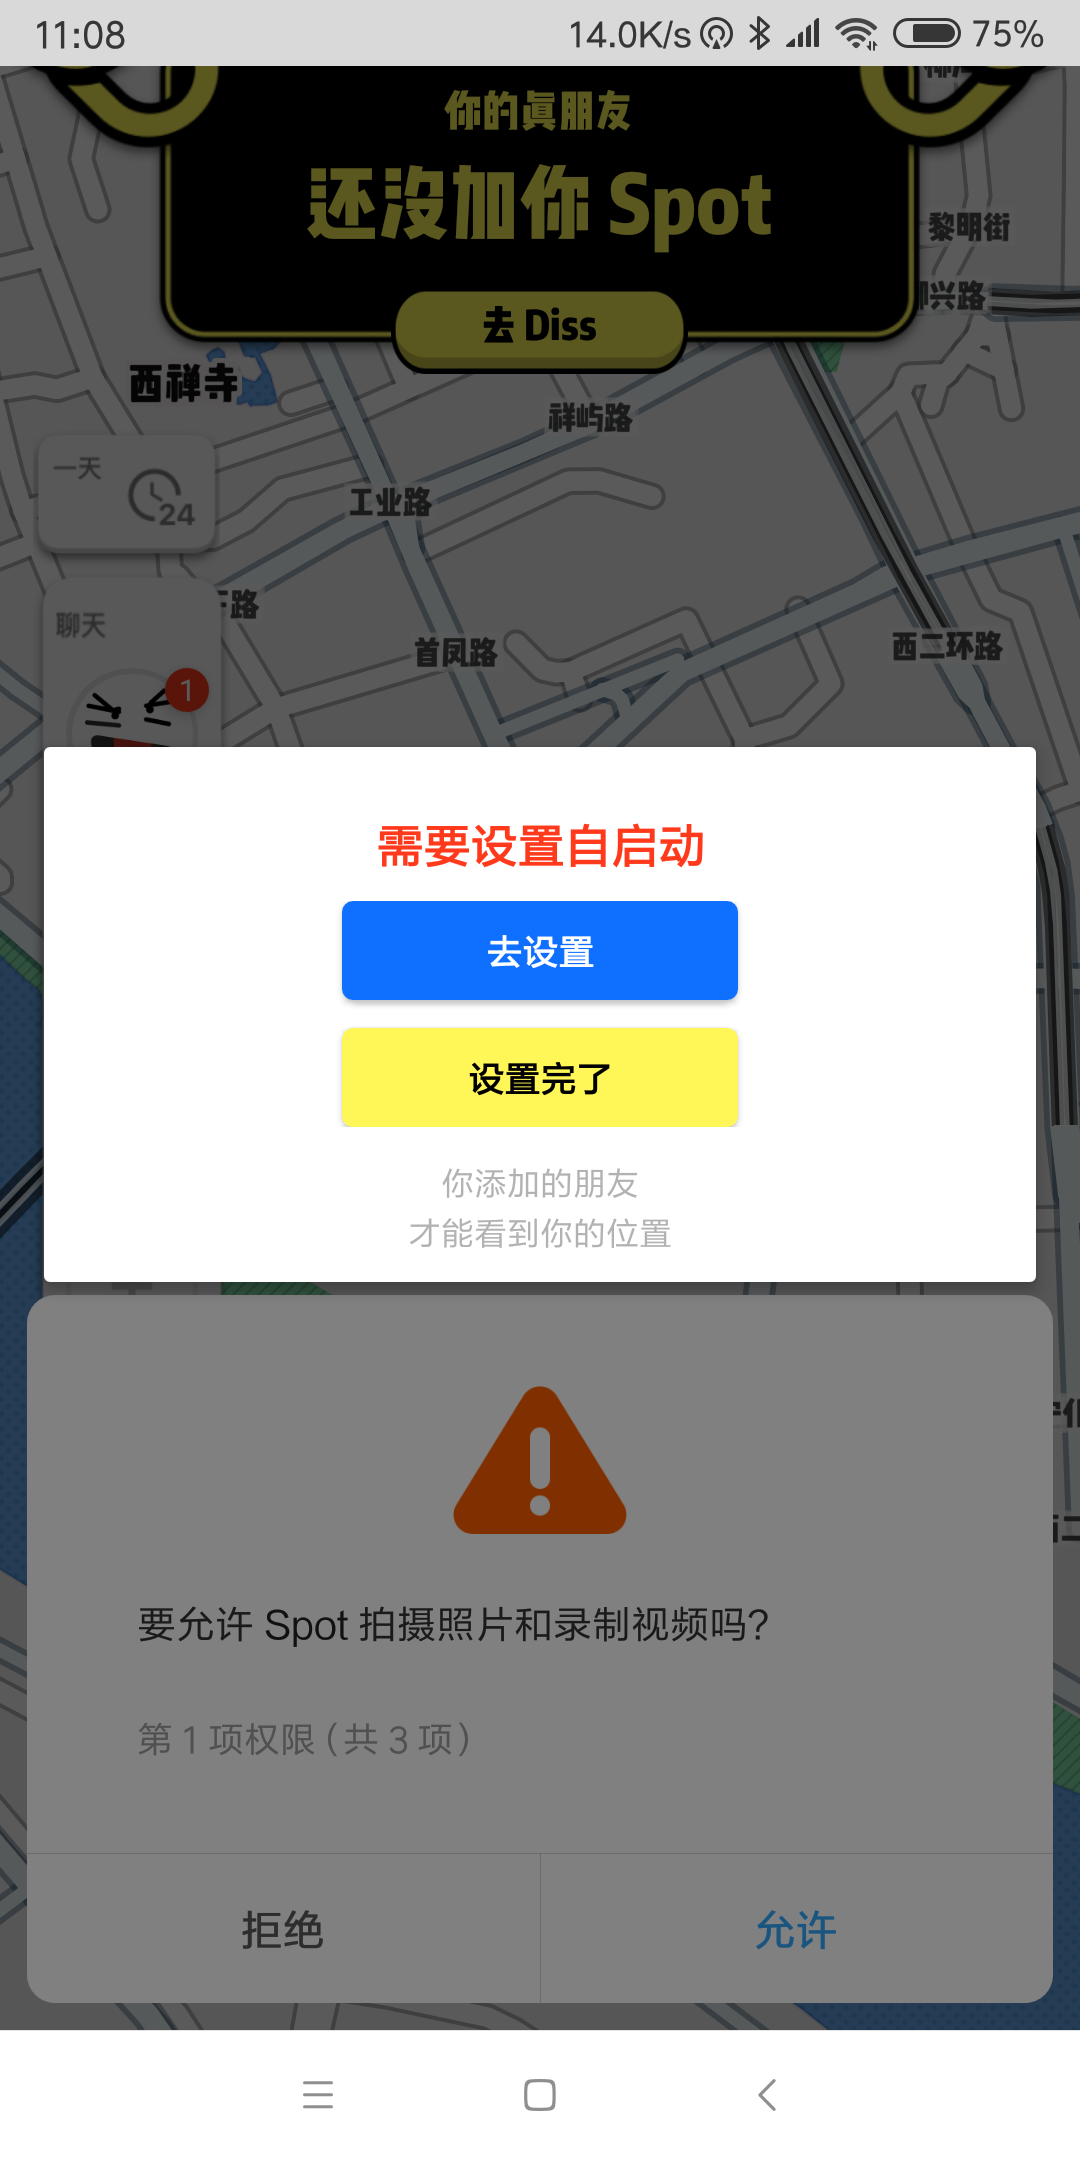 11:08
14.0K/s
75%
你的真朋友
还没加你 Spot
去 Diss
黎明街
兴路
西禅寺
祥屿路
一天
24
工业路
聊天
路
首凤路
西二环路
1
需要设置自启动
去设置
设置完了
你添加的朋友
才能看到你的位置
要允许 Spot 拍摄照片和录制视频吗?
第 1 项权限 (共 3 项)
拒绝
允许